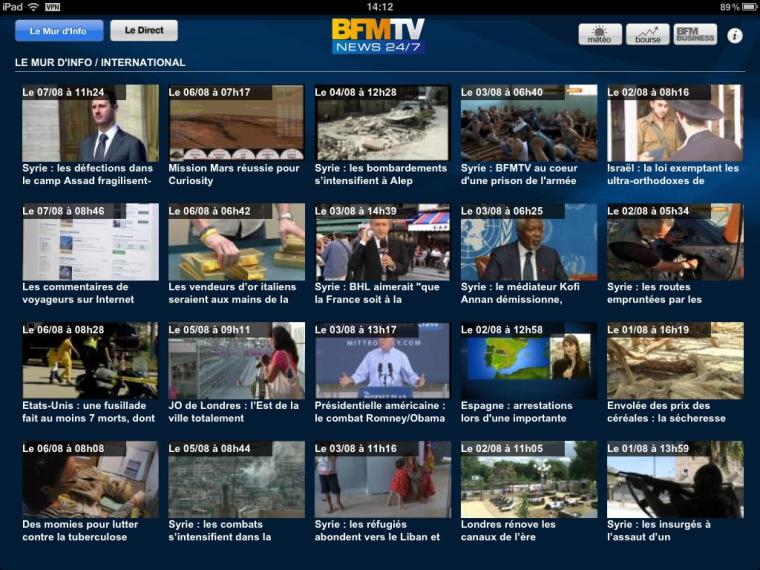 iPad VPN 14:12 89 %
Le Mur d'Info Le Direct BFMTV météo bourse BFM BUSINESS i
NEWS 24/7
LE MUR D'INFO / INTERNATIONAL
Le 07/08 à 11h24
Syrie : les défections dans
le camp Assad fragilisent-
Le 06/08 à 07h17
Mission Mars réussie pour
Curiosity
Le 04/08 à 12h28
Syrie : les bombardements
s'intensifient à Alep
Le 03/08 à 06h40
Syrie : BFMTV au coeur
d'une prison de l'armée
Le 02/08 à 08h16
Israël : la loi exemptant les
ultra-orthodoxes de
Le 07/08 à 08h46
Les commentaires de
voyageurs sur Internet
Le 06/08 à 06h42
Les vendeurs d'or italiens
seraient aux mains de la
Le 03/08 à 14h39
Syrie : BHL aimerait "que
la France soit à la
Le 03/08 à 06h25
Syrie : le médiateur Kofi
Annan démissionne,
Le 02/08 à 05h34
Syrie : les routes
empruntées par les
Le 06/08 à 08h28
Etats-Unis : une fusillade
fait au moins 7 morts, dont
Le 05/08 à 09h11
JO de Londres : l'Est de la
ville totalement
Le 03/08 à 13h17
MITTROMNEY.COM
Présidentielle américaine :
le combat Romney/Obama
Le 02/08 à 12h58
Espagne : arrestations
lors d'une importante
Le 01/08 à 16h19
Envolée des prix des
céréales : la sécheresse
Le 06/08 à 08h08
Des momies pour lutter
contre la tuberculose
Le 05/08 à 08h44
Syrie : les combats
s'intensifient dans la
Le 03/08 à 11h16
Syrie : les réfugiés
abondent vers le Liban et
Le 02/08 à 11h05
Londres rénove les
canaux de l'ère
Le 01/08 à 13h59
Syrie : les insurgés à
l'assaut d'un